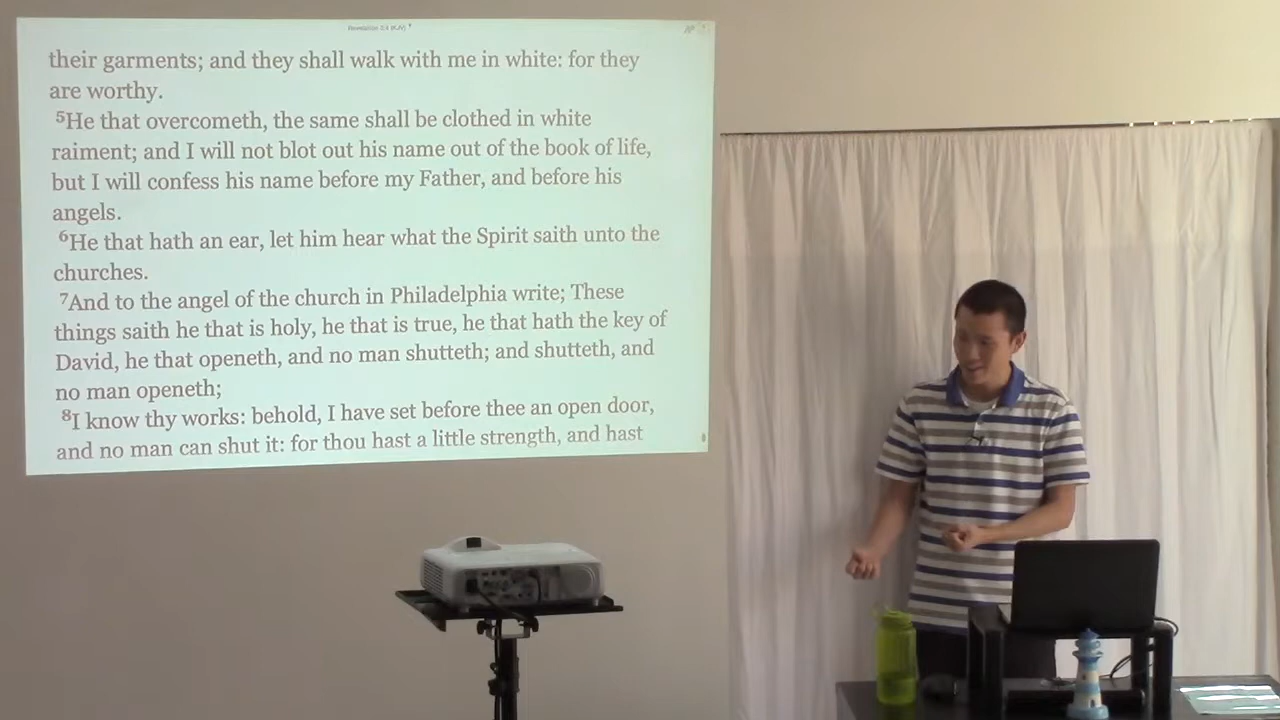 their garments; and they shall walk with me in white: for they
are worthy.
⁵He that overcometh, the same shall be clothed in white
raiment; and I will not blot out his name out of the book of life,
but I will confess his name before my Father, and before his
angels.
⁶He that hath an ear, let him hear what the Spirit saith unto the
churches.
⁷And to the angel of the church in Philadelphia write; These
things saith he that is holy, he that is true, he that hath the key of
David, he that openeth, and no man shutteth; and shutteth, and
no man openeth;
⁸I know thy works: behold, I have set before thee an open door,
and no man can shut it: for thou hast a little strength, and hast